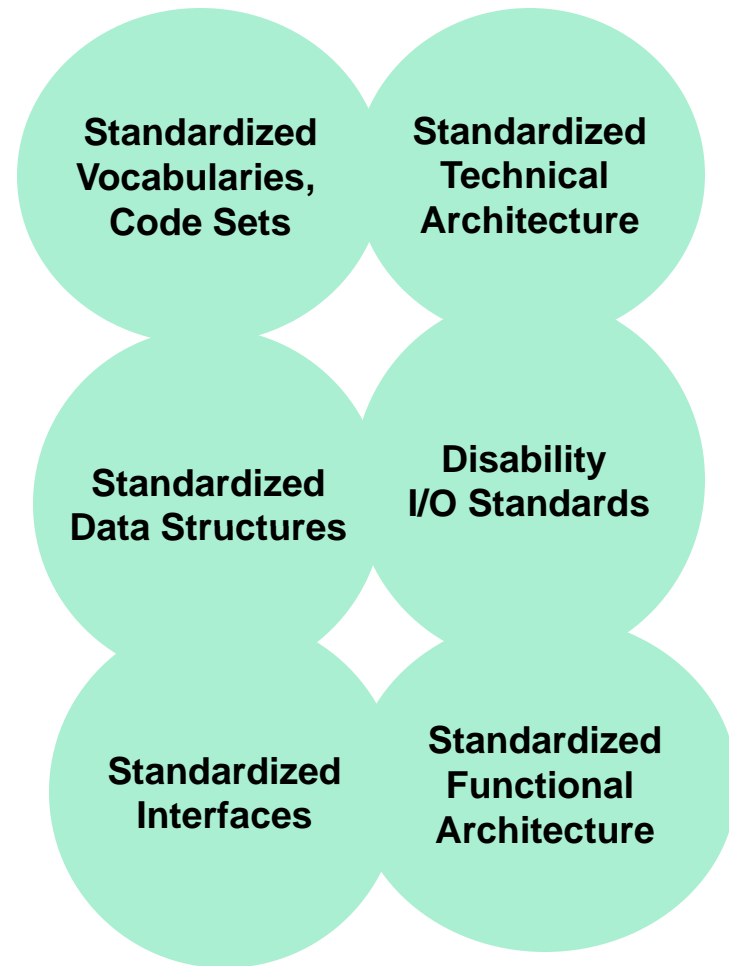 Standardized
Vocabularies,
Code Sets
Standardized
Technical
Architecture
Standardized
Data Structures
Disability
I/O Standards
Standardized
Interfaces
Standardized
Functional
Architecture